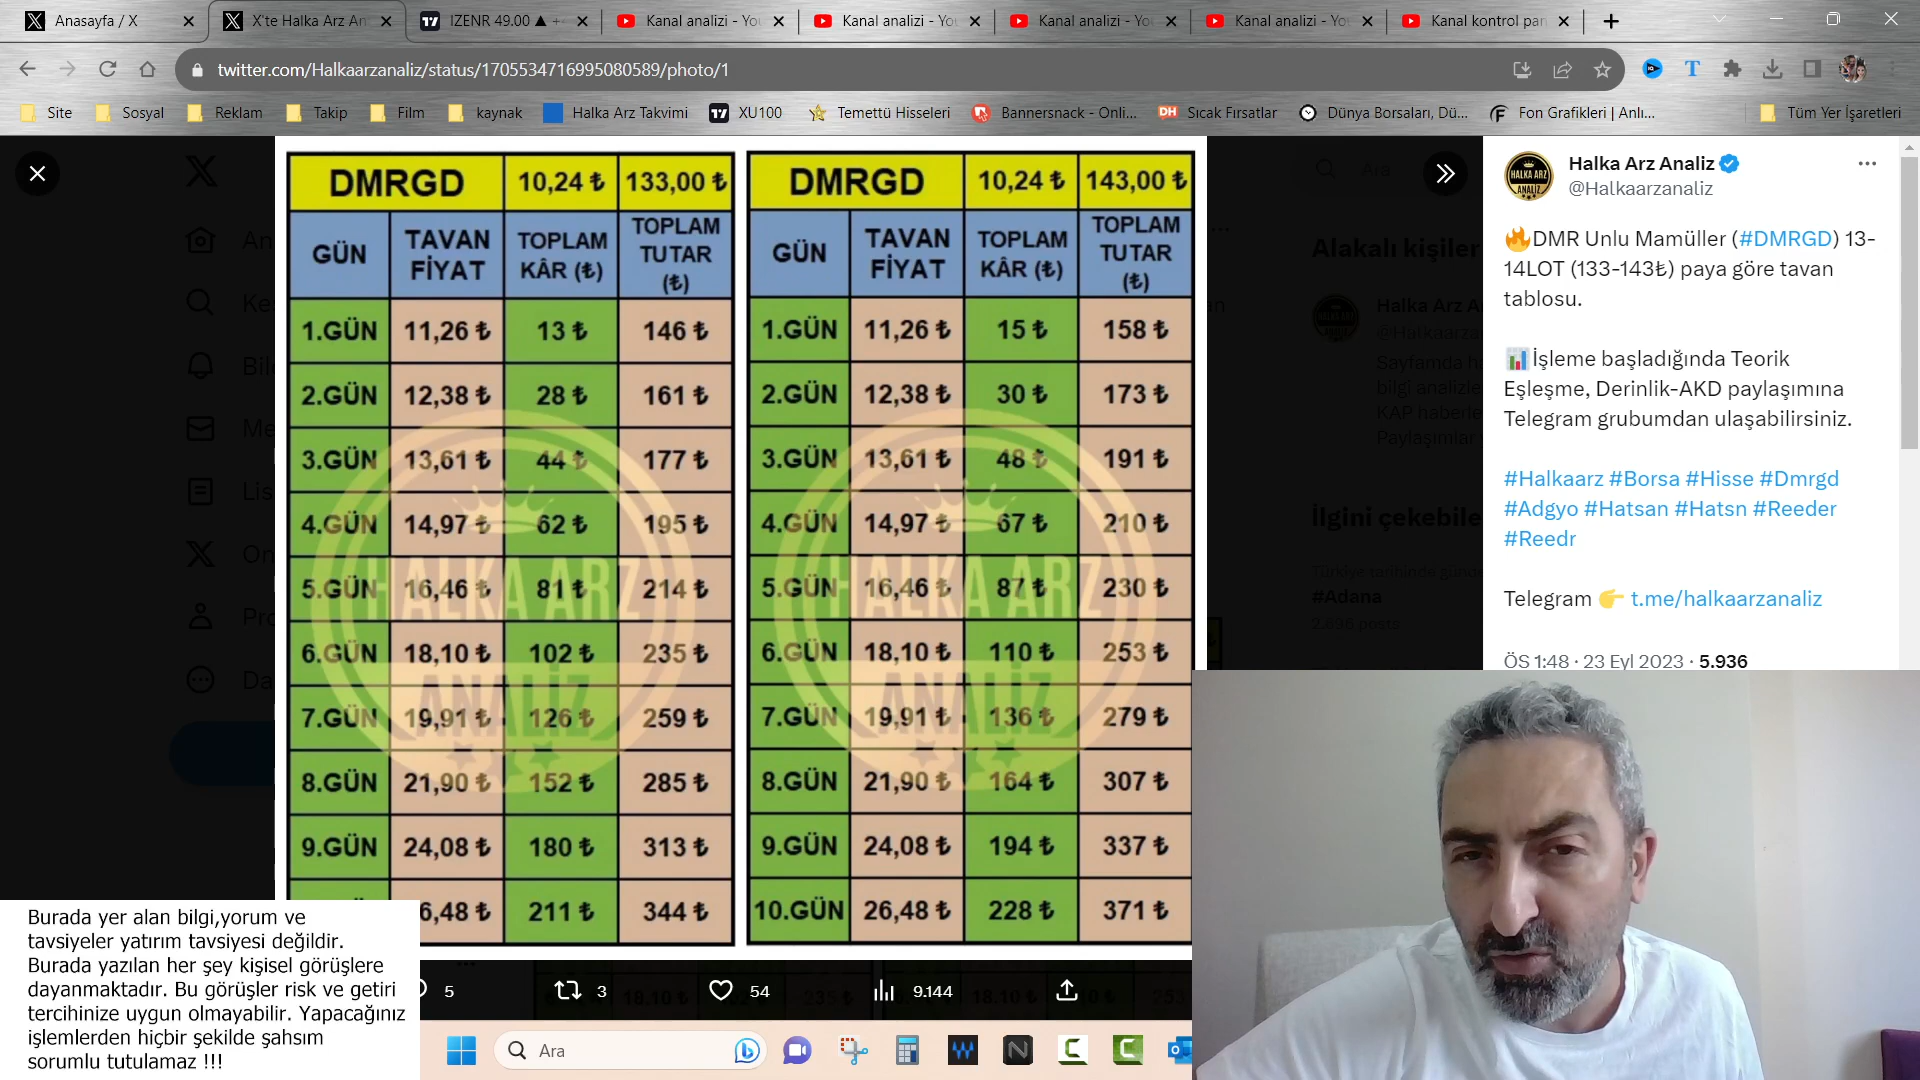 Anasayfa / X
X'te Halka Arz An
IZENR 49.00 ▲ +
Kanal analizi - You
Kanal analizi - You
Kanal analizi - You
Kanal analizi - You
Kanal kontrol pan
twitter.com/Halkaarzanaliz/status/1705534716995080589/photo/1
Site
Sosyal
Reklam
Takip
Film
kaynak
Halka Arz Takvimi
XU100
Temettü Hisseleri
Bannersnack - Onli...
Sıcak Fırsatlar
Dünya Borsaları, Dü...
Fon Grafikleri | Anlı...
Tüm Yer İşaretleri
DMRGD 10,24 ₺ 133,00 ₺
GÜN TAVAN FİYAT TOPLAM KÂR (₺) TOPLAM TUTAR (₺)
1.GÜN 11,26 ₺ 13 ₺ 146 ₺
2.GÜN 12,38 ₺ 28 ₺ 161 ₺
3.GÜN 13,61 ₺ 44 ₺ 177 ₺
4.GÜN 14,97 ₺ 62 ₺ 195 ₺
5.GÜN 16,46 ₺ 81 ₺ 214 ₺
6.GÜN 18,10 ₺ 102 ₺ 235 ₺
7.GÜN 19,91 ₺ 126 ₺ 259 ₺
8.GÜN 21,90 ₺ 152 ₺ 285 ₺
9.GÜN 24,08 ₺ 180 ₺ 313 ₺
6,48 ₺ 211 ₺ 344 ₺
DMRGD 10,24 ₺ 143,00 ₺
GÜN TAVAN FİYAT TOPLAM KÂR (₺) TOPLAM TUTAR (₺)
1.GÜN 11,26 ₺ 15 ₺ 158 ₺
2.GÜN 12,38 ₺ 30 ₺ 173 ₺
3.GÜN 13,61 ₺ 48 ₺ 191 ₺
4.GÜN 14,97 ₺ 67 ₺ 210 ₺
5.GÜN 16,46 ₺ 87 ₺ 230 ₺
6.GÜN 18,10 ₺ 110 ₺ 253 ₺
7.GÜN 19,91 ₺ 136 ₺ 279 ₺
8.GÜN 21,90 ₺ 164 ₺ 307 ₺
9.GÜN 24,08 ₺ 194 ₺ 337 ₺
10.GÜN 26,48 ₺ 228 ₺ 371 ₺
HALKA ARZ
ANALİZ
HALKA ARZ
ANALİZ
Ara
Alakalı kişiler
İlgini çekebile
#Adana
Halka Arz Analiz
@Halkaarzanaliz
🔥DMR Unlu Mamüller (#DMRGD) 13-
14LOT (133-143₺) paya göre tavan
tablosu.
📊İşleme başladığında Teorik
Eşleşme, Derinlik-AKD paylaşımına
Telegram grubumdan ulaşabilirsiniz.
#Halkaarz #Borsa #Hisse #Dmrgd
#Adgyo #Hatsan #Hatsn #Reeder
#Reedr
Telegram 👉 t.me/halkaarzanaliz
ÖS 1:48 · 23 Eyl 2023 · 5.936
Burada yer alan bilgi,yorum ve
tavsiyeler yatırım tavsiyesi değildir.
Burada yazılan her şey kişisel görüşlere
dayanmaktadır. Bu görüşler risk ve getiri
tercihinize uygun olmayabilir. Yapacağınız
işlemlerden hiçbir şekilde şahsım
sorumlu tutulamaz !!!
5
3
54
9.144
Ara